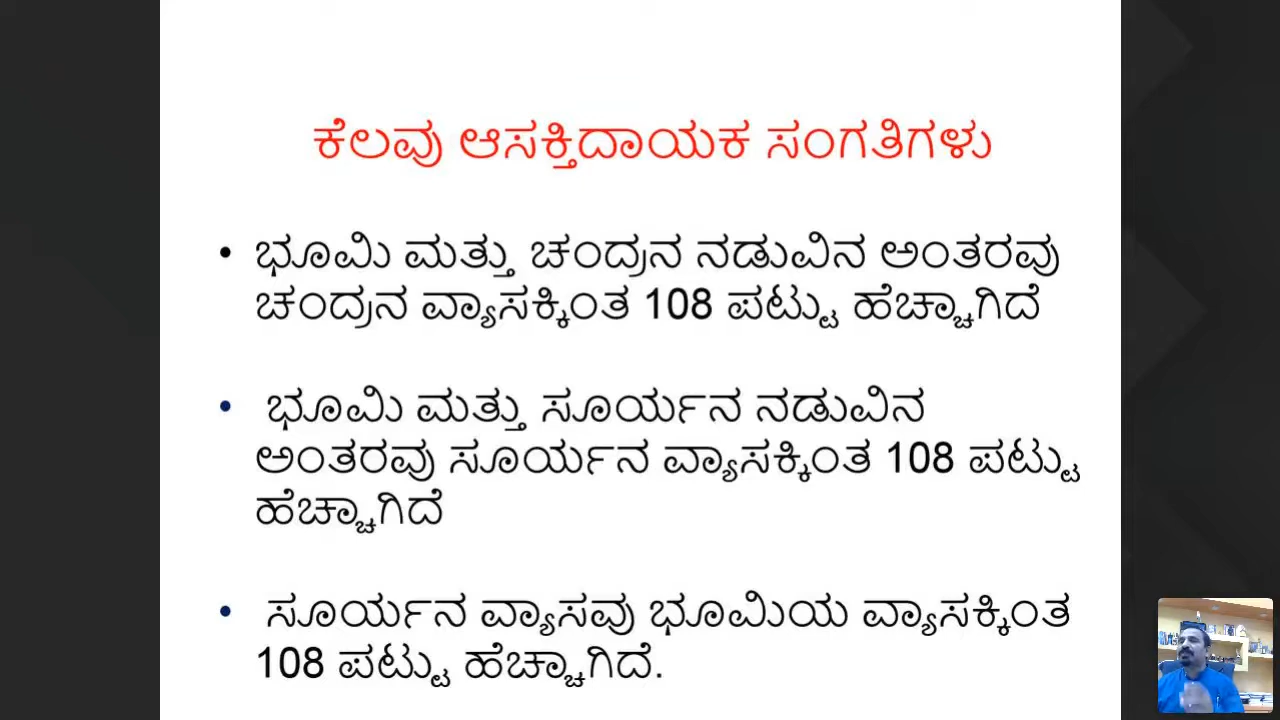 ಕೆಲವು ಆಸಕ್ತಿದಾಯಕ ಸಂಗತಿಗಳು
• ಭೂಮಿ ಮತ್ತು ಚಂದ್ರನ ನಡುವಿನ ಅಂತರವು
ಚಂದ್ರನ ವ್ಯಾಸಕ್ಕಿಂತ 108 ಪಟ್ಟು ಹೆಚ್ಚಾಗಿದೆ
• ಭೂಮಿ ಮತ್ತು ಸೂರ್ಯನ ನಡುವಿನ
ಅಂತರವು ಸೂರ್ಯನ ವ್ಯಾಸಕ್ಕಿಂತ 108 ಪಟ್ಟು
ಹೆಚ್ಚಾಗಿದೆ
• ಸೂರ್ಯನ ವ್ಯಾಸವು ಭೂಮಿಯ ವ್ಯಾಸಕ್ಕಿಂತ
108 ಪಟ್ಟು ಹೆಚ್ಚಾಗಿದೆ.